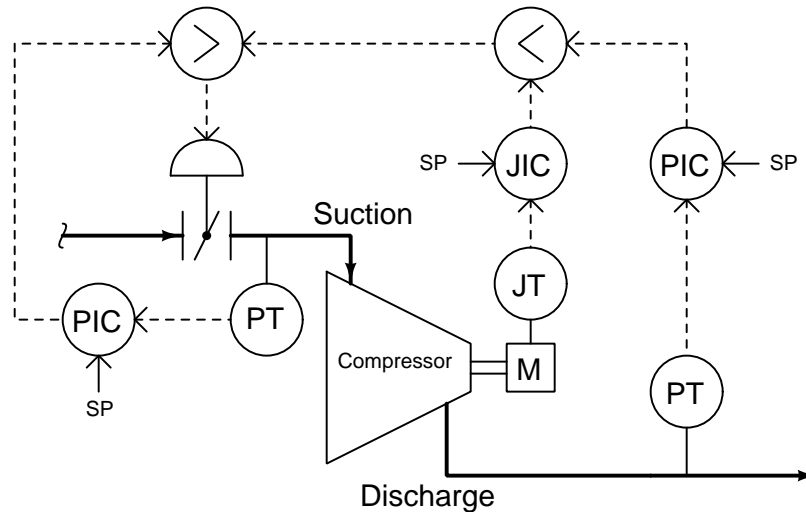 >
<
SP
JIC
PIC
SP
Suction
JT
PIC
PT
Compressor
M
PT
SP
Discharge